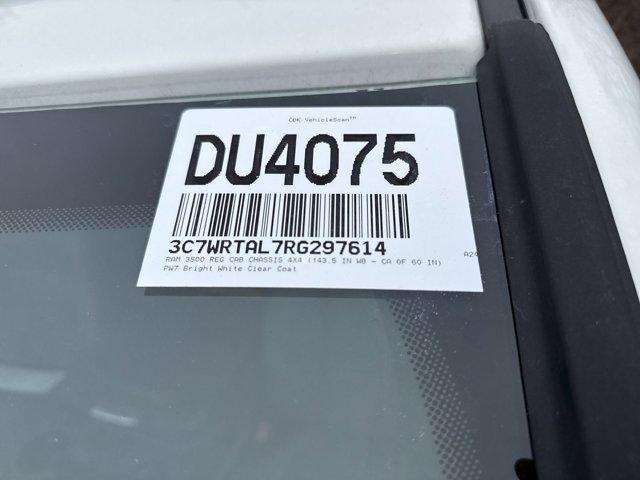 CDK VehicleScan™
DU4075
3C7WRTAL7RG297614
RAM 3500 REG CAB CHASSIS 4X4 (143.5 IN WB - CA OF 60 IN)
A24
PW7 Bright White Clear Coat